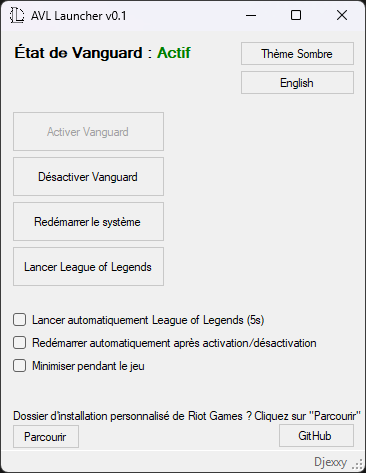 AVL Launcher v0.1
État de Vanguard : Actif
Thème Sombre
English
Activer Vanguard
Désactiver Vanguard
Redémarrer le système
Lancer League of Legends
Lancer automatiquement League of Legends (5s)
Redémarrer automatiquement après activation/désactivation
Minimiser pendant le jeu
Dossier d'installation personnalisé de Riot Games ? Cliquez sur "Parcourir"
Parcourir
GitHub
Djexxy